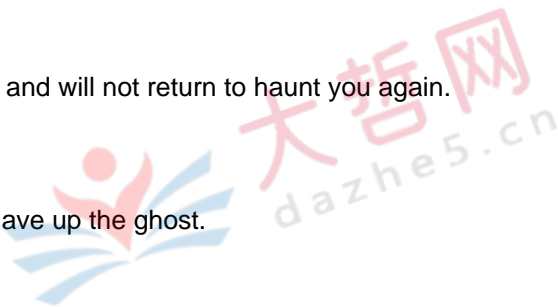 and will not return to haunt you again.
大哲网
dazhe5.cn
ave up the ghost.